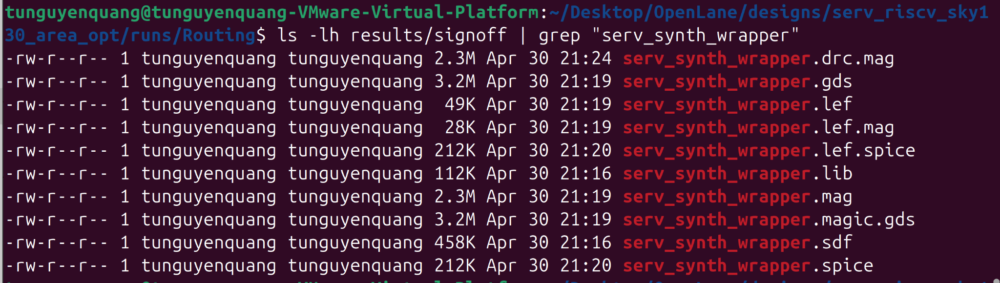 tunguyenquang@tunguyenquang-VMware-Virtual-Platform:~/Desktop/OpenLane/designs/serv_riscv_sky1
30_area_opt/runs/Routing$ ls -lh results/signoff | grep "serv_synth_wrapper"
-rw-r--r-- 1 tunguyenquang tunguyenquang 2.3M Apr 30 21:24 serv_synth_wrapper.drc.mag
-rw-r--r-- 1 tunguyenquang tunguyenquang 3.2M Apr 30 21:19 serv_synth_wrapper.gds
-rw-r--r-- 1 tunguyenquang tunguyenquang  49K Apr 30 21:19 serv_synth_wrapper.lef
-rw-r--r-- 1 tunguyenquang tunguyenquang  28K Apr 30 21:19 serv_synth_wrapper.lef.mag
-rw-r--r-- 1 tunguyenquang tunguyenquang 212K Apr 30 21:20 serv_synth_wrapper.lef.spice
-rw-r--r-- 1 tunguyenquang tunguyenquang 112K Apr 30 21:16 serv_synth_wrapper.lib
-rw-r--r-- 1 tunguyenquang tunguyenquang 2.3M Apr 30 21:19 serv_synth_wrapper.mag
-rw-r--r-- 1 tunguyenquang tunguyenquang 3.2M Apr 30 21:19 serv_synth_wrapper.magic.gds
-rw-r--r-- 1 tunguyenquang tunguyenquang 458K Apr 30 21:16 serv_synth_wrapper.sdf
-rw-r--r-- 1 tunguyenquang tunguyenquang 212K Apr 30 21:20 serv_synth_wrapper.spice